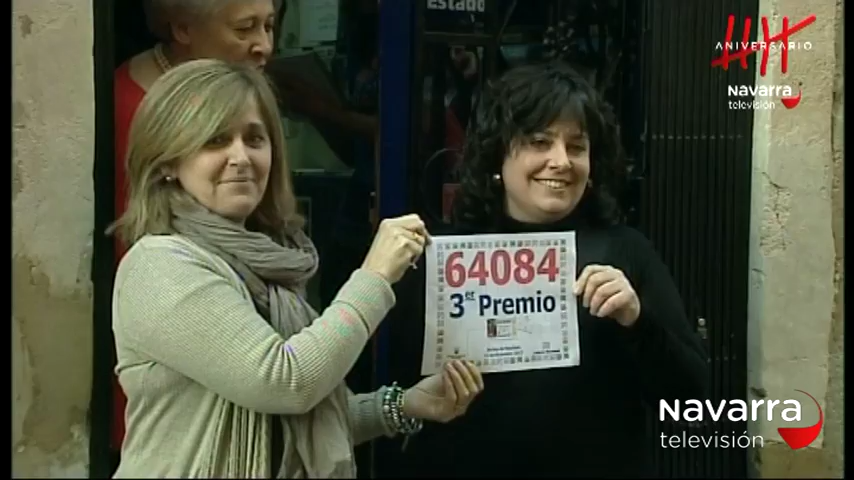 Estado
ANIVERSARIO
Navarra
televisión
64084
3er Premio
Navarra
televisión